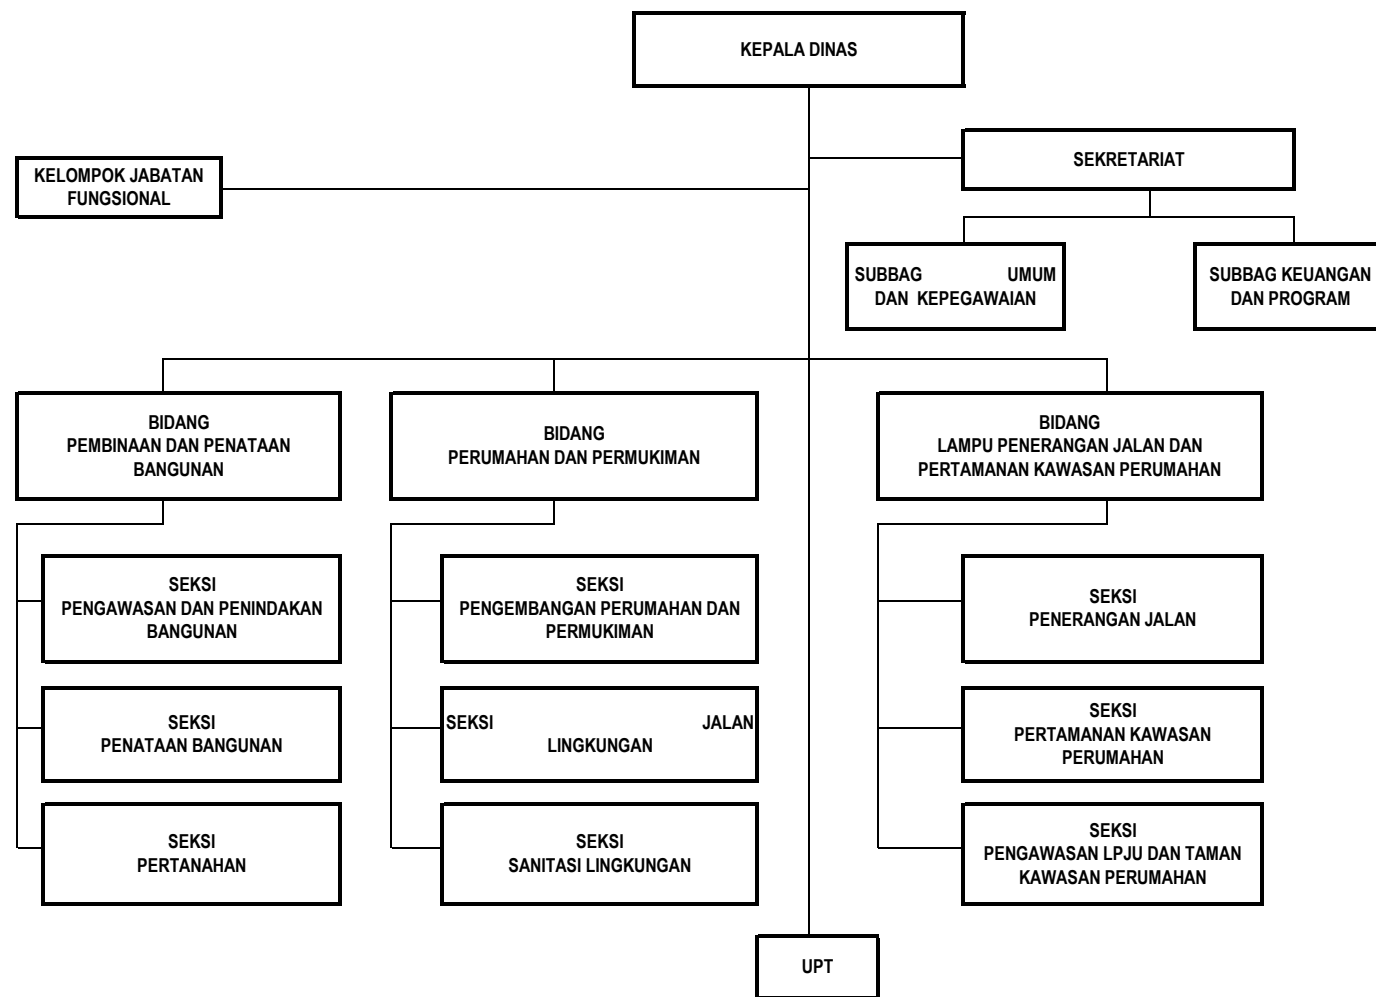 KEPALA DINAS
SEKRETARIAT
KELOMPOK JABATAN
FUNGSIONAL
SUBBAG UMUM
DAN KEPEGAWAIAN
SUBBAG KEUANGAN
DAN PROGRAM
BIDANG
PEMBINAAN DAN PENATAAN
BANGUNAN
BIDANG
PERUMAHAN DAN PERMUKIMAN
BIDANG
LAMPU PENERANGAN JALAN DAN
PERTAMANAN KAWASAN PERUMAHAN
SEKSI
PENGAWASAN DAN PENINDAKAN
BANGUNAN
SEKSI
PENGEMBANGAN PERUMAHAN DAN
PERMUKIMAN
SEKSI
PENERANGAN JALAN
SEKSI
PENATAAN BANGUNAN
SEKSI JALAN
LINGKUNGAN
SEKSI
PERTAMANAN KAWASAN
PERUMAHAN
SEKSI
PERTANAHAN
SEKSI
SANITASI LINGKUNGAN
SEKSI
PENGAWASAN LPJU DAN TAMAN
KAWASAN PERUMAHAN
UPT